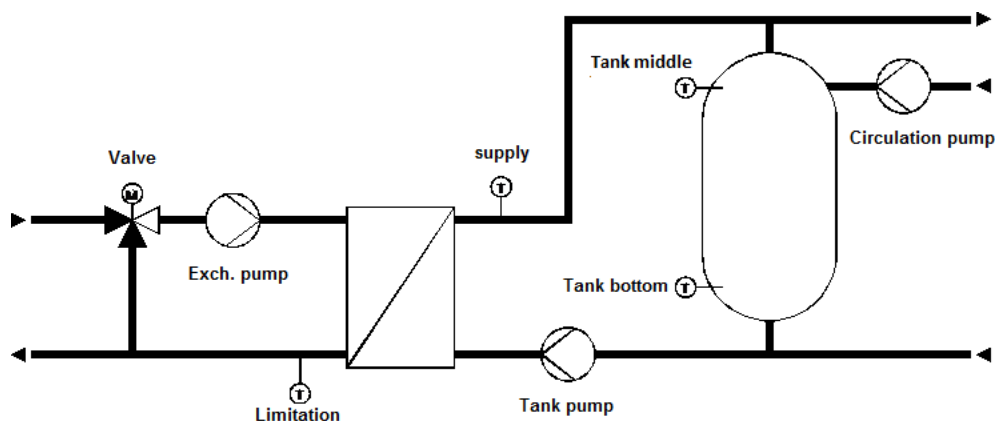 Tank middle
T
Circulation pump
Valve
supply
M
T
Exch. pump
Tank bottom
T
Limitation
T
Tank pump